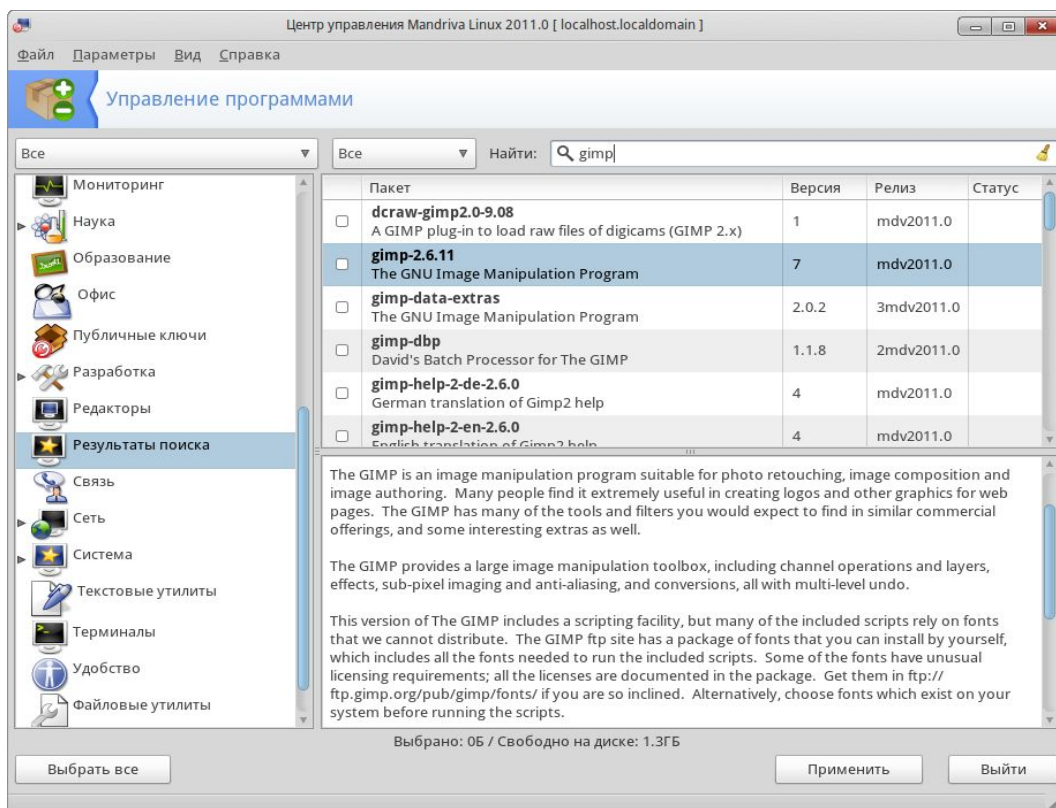 Центр управления Mandriva Linux 2011.0 [ localhost.localdomain ]
Файл Параметры Вид Справка
Управление программами
Все Все Найти: gimp
Мониторинг
Наука
Образование
Офис
Публичные ключи
Разработка
Редакторы
Результаты поиска
Связь
Сеть
Система
Текстовые утилиты
Терминалы
Удобство
Файловые утилиты
Пакет Версия Релиз Статус
dcraw-gimp2.0-9.08
A GIMP plug-in to load raw files of digicams (GIMP 2.x)
1 mdv2011.0
gimp-2.6.11
The GNU Image Manipulation Program
7 mdv2011.0
gimp-data-extras
The GNU Image Manipulation Program
2.0.2 3mdv2011.0
gimp-dbp
David's Batch Processor for The GIMP
1.1.8 2mdv2011.0
gimp-help-2-de-2.6.0
German translation of Gimp2 help
4 mdv2011.0
gimp-help-2-en-2.6.0
English translation of Gimp2 help
4 mdv2011.0
The GIMP is an image manipulation program suitable for photo retouching, image composition and
image authoring. Many people find it extremely useful in creating logos and other graphics for web
pages. The GIMP has many of the tools and filters you would expect to find in similar commercial
offerings, and some interesting extras as well.
The GIMP provides a large image manipulation toolbox, including channel operations and layers,
effects, sub-pixel imaging and anti-aliasing, and conversions, all with multi-level undo.
This version of The GIMP includes a scripting facility, but many of the included scripts rely on fonts
that we cannot distribute. The GIMP ftp site has a package of fonts that you can install by yourself,
which includes all the fonts needed to run the included scripts. Some of the fonts have unusual
licensing requirements; all the licenses are documented in the package. Get them in ftp://
ftp.gimp.org/pub/gimp/fonts/ if you are so inclined. Alternatively, choose fonts which exist on your
system before running the scripts.
Выбрано: 0Б / Свободно на диске: 1.3ГБ
Выбрать все Применить Выйти